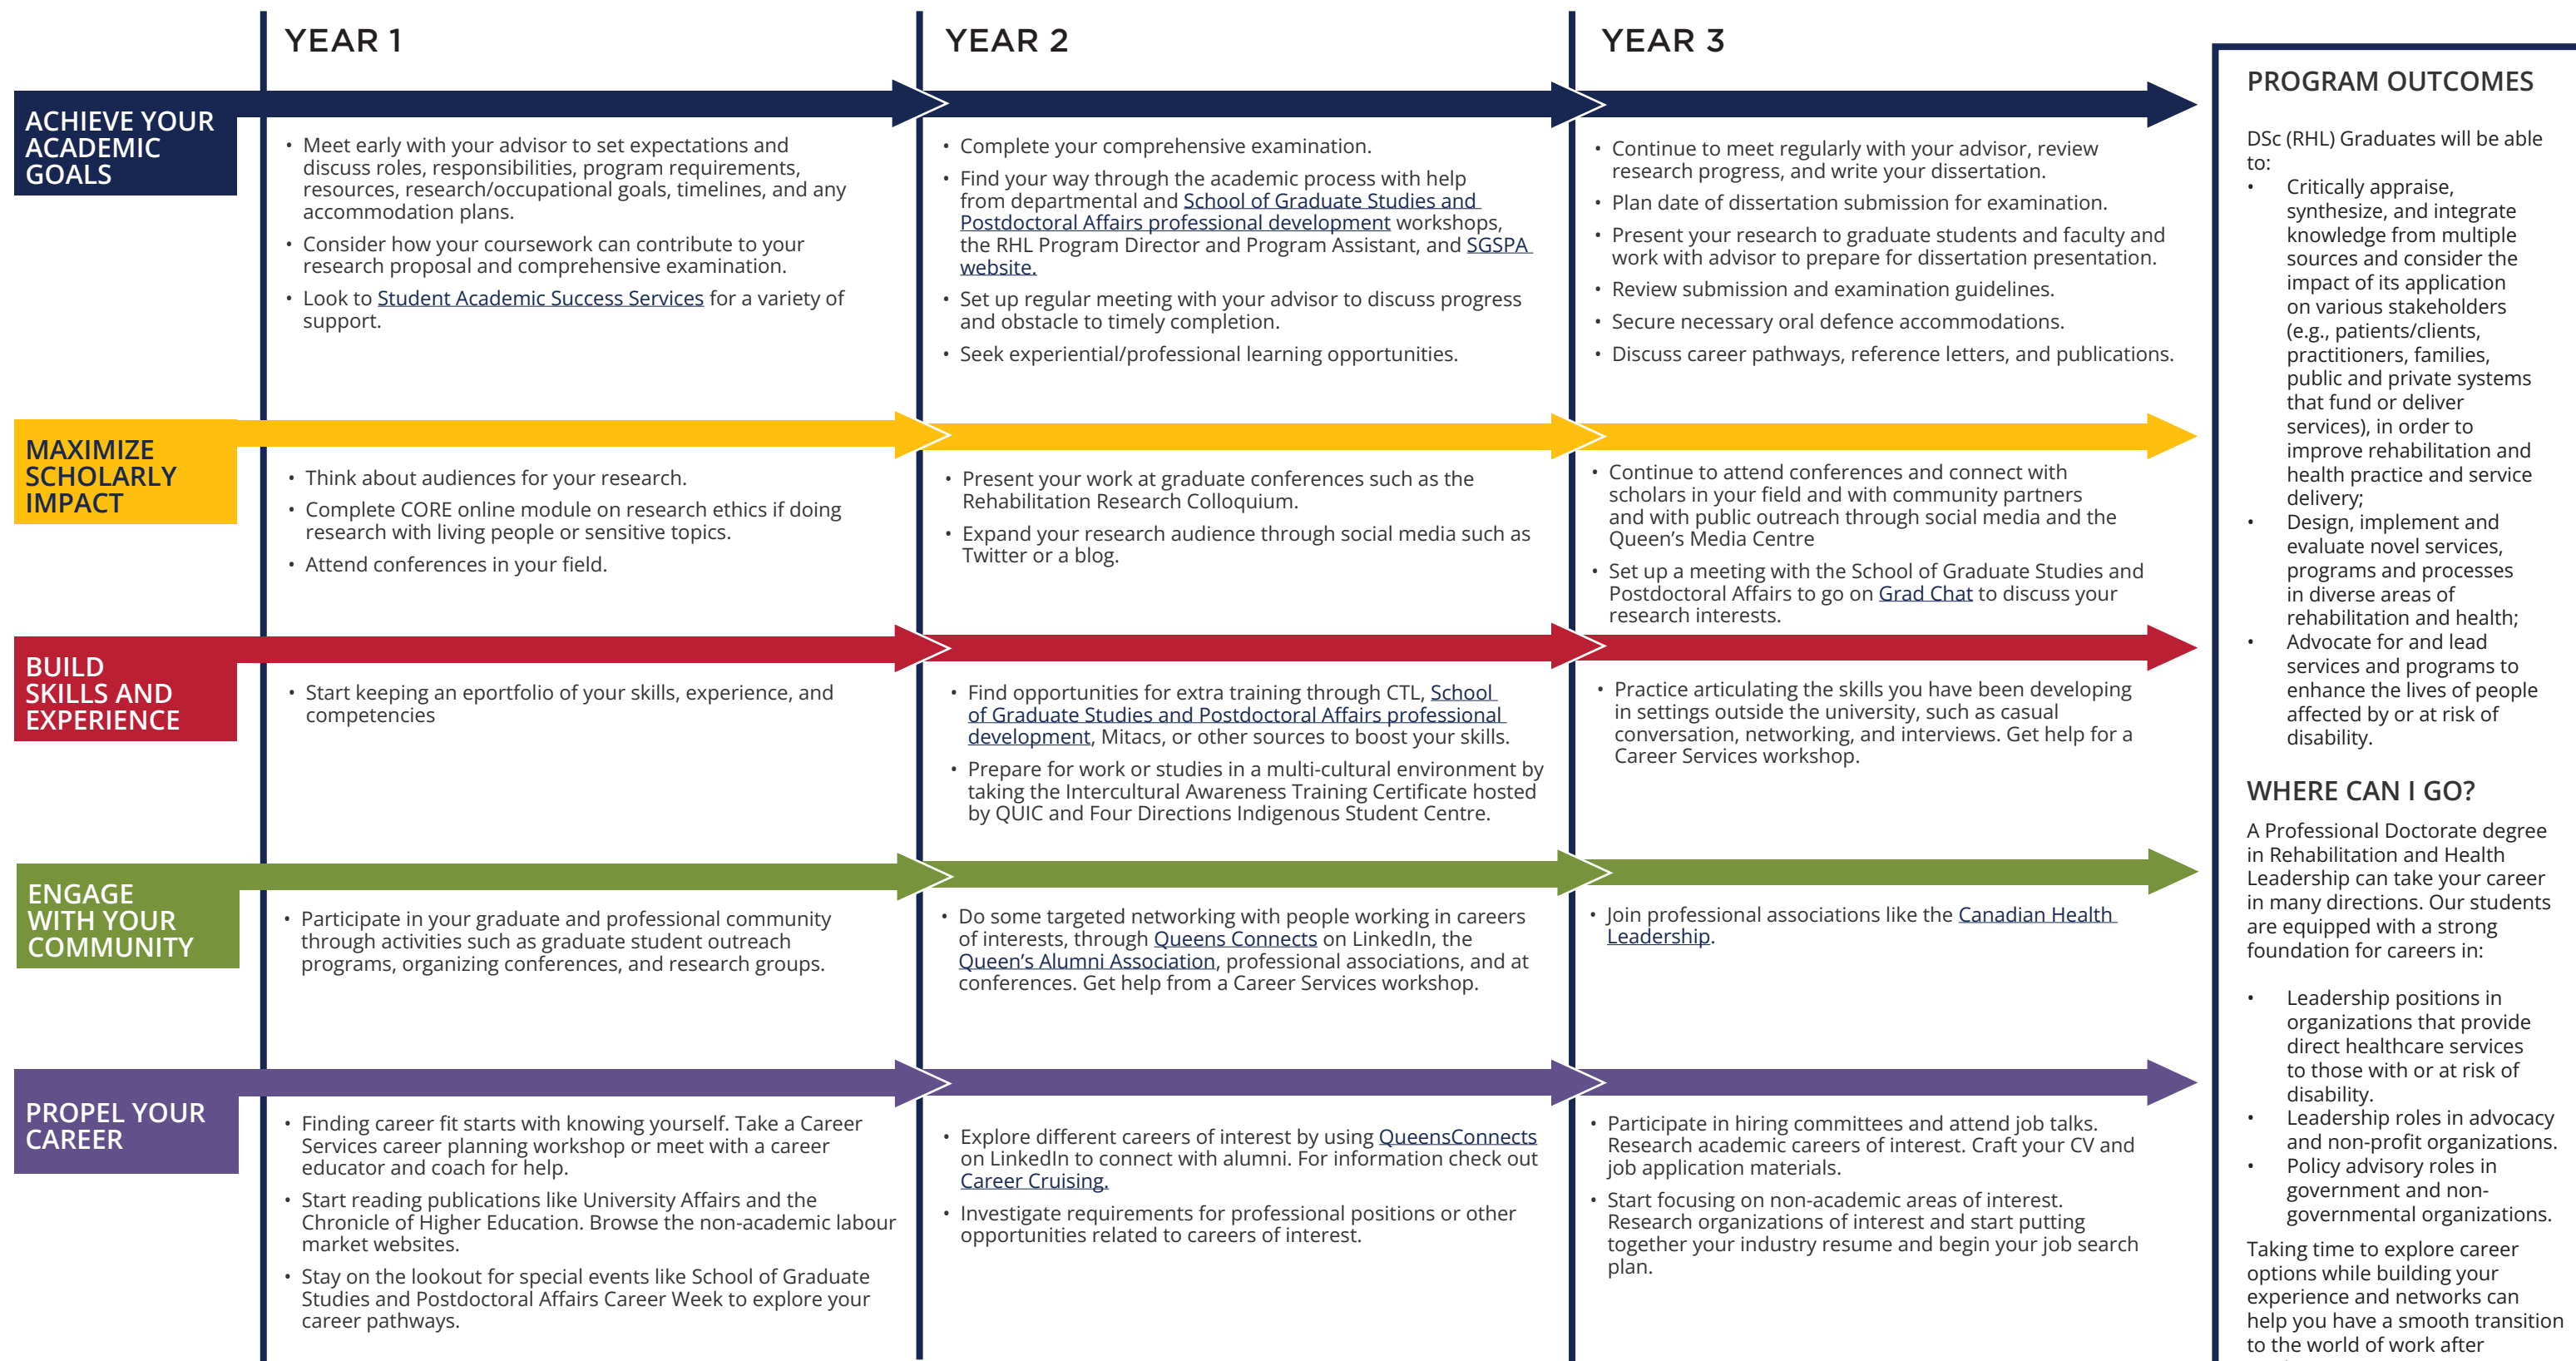 YEAR 1
YEAR 2
YEAR 3
ACHIEVE YOUR
ACADEMIC
GOALS
• Meet early with your advisor to set expectations and
discuss roles, responsibilities, program requirements,
resources, research/occupational goals, timelines, and any
accommodation plans.
• Consider how your coursework can contribute to your
research proposal and comprehensive examination.
• Look to Student Academic Success Services for a variety of
support.
• Complete your comprehensive examination.
• Find your way through the academic process with help
from departmental and School of Graduate Studies and
Postdoctoral Affairs professional development workshops,
the RHL Program Director and Program Assistant, and SGSPA
website.
• Set up regular meeting with your advisor to discuss progress
and obstacle to timely completion.
• Seek experiential/professional learning opportunities.
• Continue to meet regularly with your advisor, review
research progress, and write your dissertation.
• Plan date of dissertation submission for examination.
• Present your research to graduate students and faculty and
work with advisor to prepare for dissertation presentation.
• Review submission and examination guidelines.
• Secure necessary oral defence accommodations.
• Discuss career pathways, reference letters, and publications.
MAXIMIZE
SCHOLARLY
IMPACT
• Think about audiences for your research.
• Complete CORE online module on research ethics if doing
research with living people or sensitive topics.
• Attend conferences in your field.
• Present your work at graduate conferences such as the
Rehabilitation Research Colloquium.
• Expand your research audience through social media such as
Twitter or a blog.
• Continue to attend conferences and connect with
scholars in your field and with community partners
and with public outreach through social media and the
Queen's Media Centre
• Set up a meeting with the School of Graduate Studies and
Postdoctoral Affairs to go on Grad Chat to discuss your
research interests.
BUILD
SKILLS AND
EXPERIENCE
• Start keeping an eportfolio of your skills, experience, and
competencies
• Find opportunities for extra training through CTL, School
of Graduate Studies and Postdoctoral Affairs professional
development, Mitacs, or other sources to boost your skills.
• Prepare for work or studies in a multi-cultural environment by
taking the Intercultural Awareness Training Certificate hosted
by QUIC and Four Directions Indigenous Student Centre.
• Practice articulating the skills you have been developing
in settings outside the university, such as casual
conversation, networking, and interviews. Get help for a
Career Services workshop.
ENGAGE
WITH YOUR
COMMUNITY
• Participate in your graduate and professional community
through activities such as graduate student outreach
programs, organizing conferences, and research groups.
• Do some targeted networking with people working in careers
of interests, through Queens Connects on LinkedIn, the
Queen's Alumni Association, professional associations, and at
conferences. Get help from a Career Services workshop.
• Join professional associations like the Canadian Health
Leadership.
PROPEL YOUR
CAREER
• Finding career fit starts with knowing yourself. Take a Career
Services career planning workshop or meet with a career
educator and coach for help.
• Start reading publications like University Affairs and the
Chronicle of Higher Education. Browse the non-academic labour
market websites.
• Stay on the lookout for special events like School of Graduate
Studies and Postdoctoral Affairs Career Week to explore your
career pathways.
• Explore different careers of interest by using QueensConnects
on LinkedIn to connect with alumni. For information check out
Career Cruising.
• Investigate requirements for professional positions or other
opportunities related to careers of interest.
• Participate in hiring committees and attend job talks.
Research academic careers of interest. Craft your CV and
job application materials.
• Start focusing on non-academic areas of interest.
Research organizations of interest and start putting
together your industry resume and begin your job search
plan.
PROGRAM OUTCOMES
DSc (RHL) Graduates will be able
to:
• Critically appraise,
synthesize, and integrate
knowledge from multiple
sources and consider the
impact of its application
on various stakeholders
(e.g., patients/clients,
practitioners, families,
public and private systems
that fund or deliver
services), in order to
improve rehabilitation and
health practice and service
delivery;
• Design, implement and
evaluate novel services,
programs and processes
in diverse areas of
rehabilitation and health;
• Advocate for and lead
services and programs to
enhance the lives of people
affected by or at risk of
disability.
WHERE CAN I GO?
A Professional Doctorate degree
in Rehabilitation and Health
Leadership can take your career
in many directions. Our students
are equipped with a strong
foundation for careers in:
• Leadership positions in
organizations that provide
direct healthcare services
to those with or at risk of
disability.
• Leadership roles in advocacy
and non-profit organizations.
• Policy advisory roles in
government and non-
governmental organizations.
Taking time to explore career
options while building your
experience and networks can
help you have a smooth transition
to the world of work after